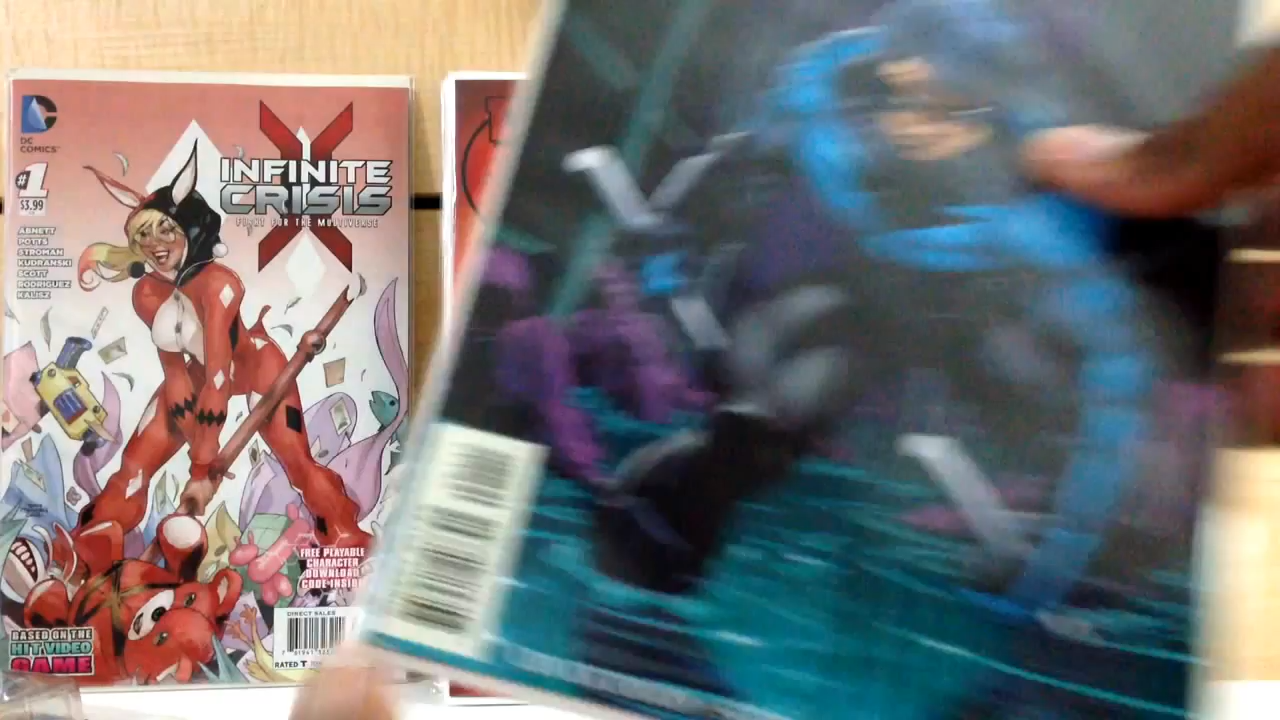 DC COMICS™
#1
$3.99
ABNETT
POTTS
STROMAN
KUDRANSKI
SCOTT
RODRIGUEZ
KALISZ
INFINITE
CRISIS
FIGHT FOR THE MULTIVERSE
FREE PLAYABLE
CHARACTER
DOWNLOAD
CODE INSIDE
DIRECT SALES
RATED T
BASED ON THE
HIT VIDEO
GAME